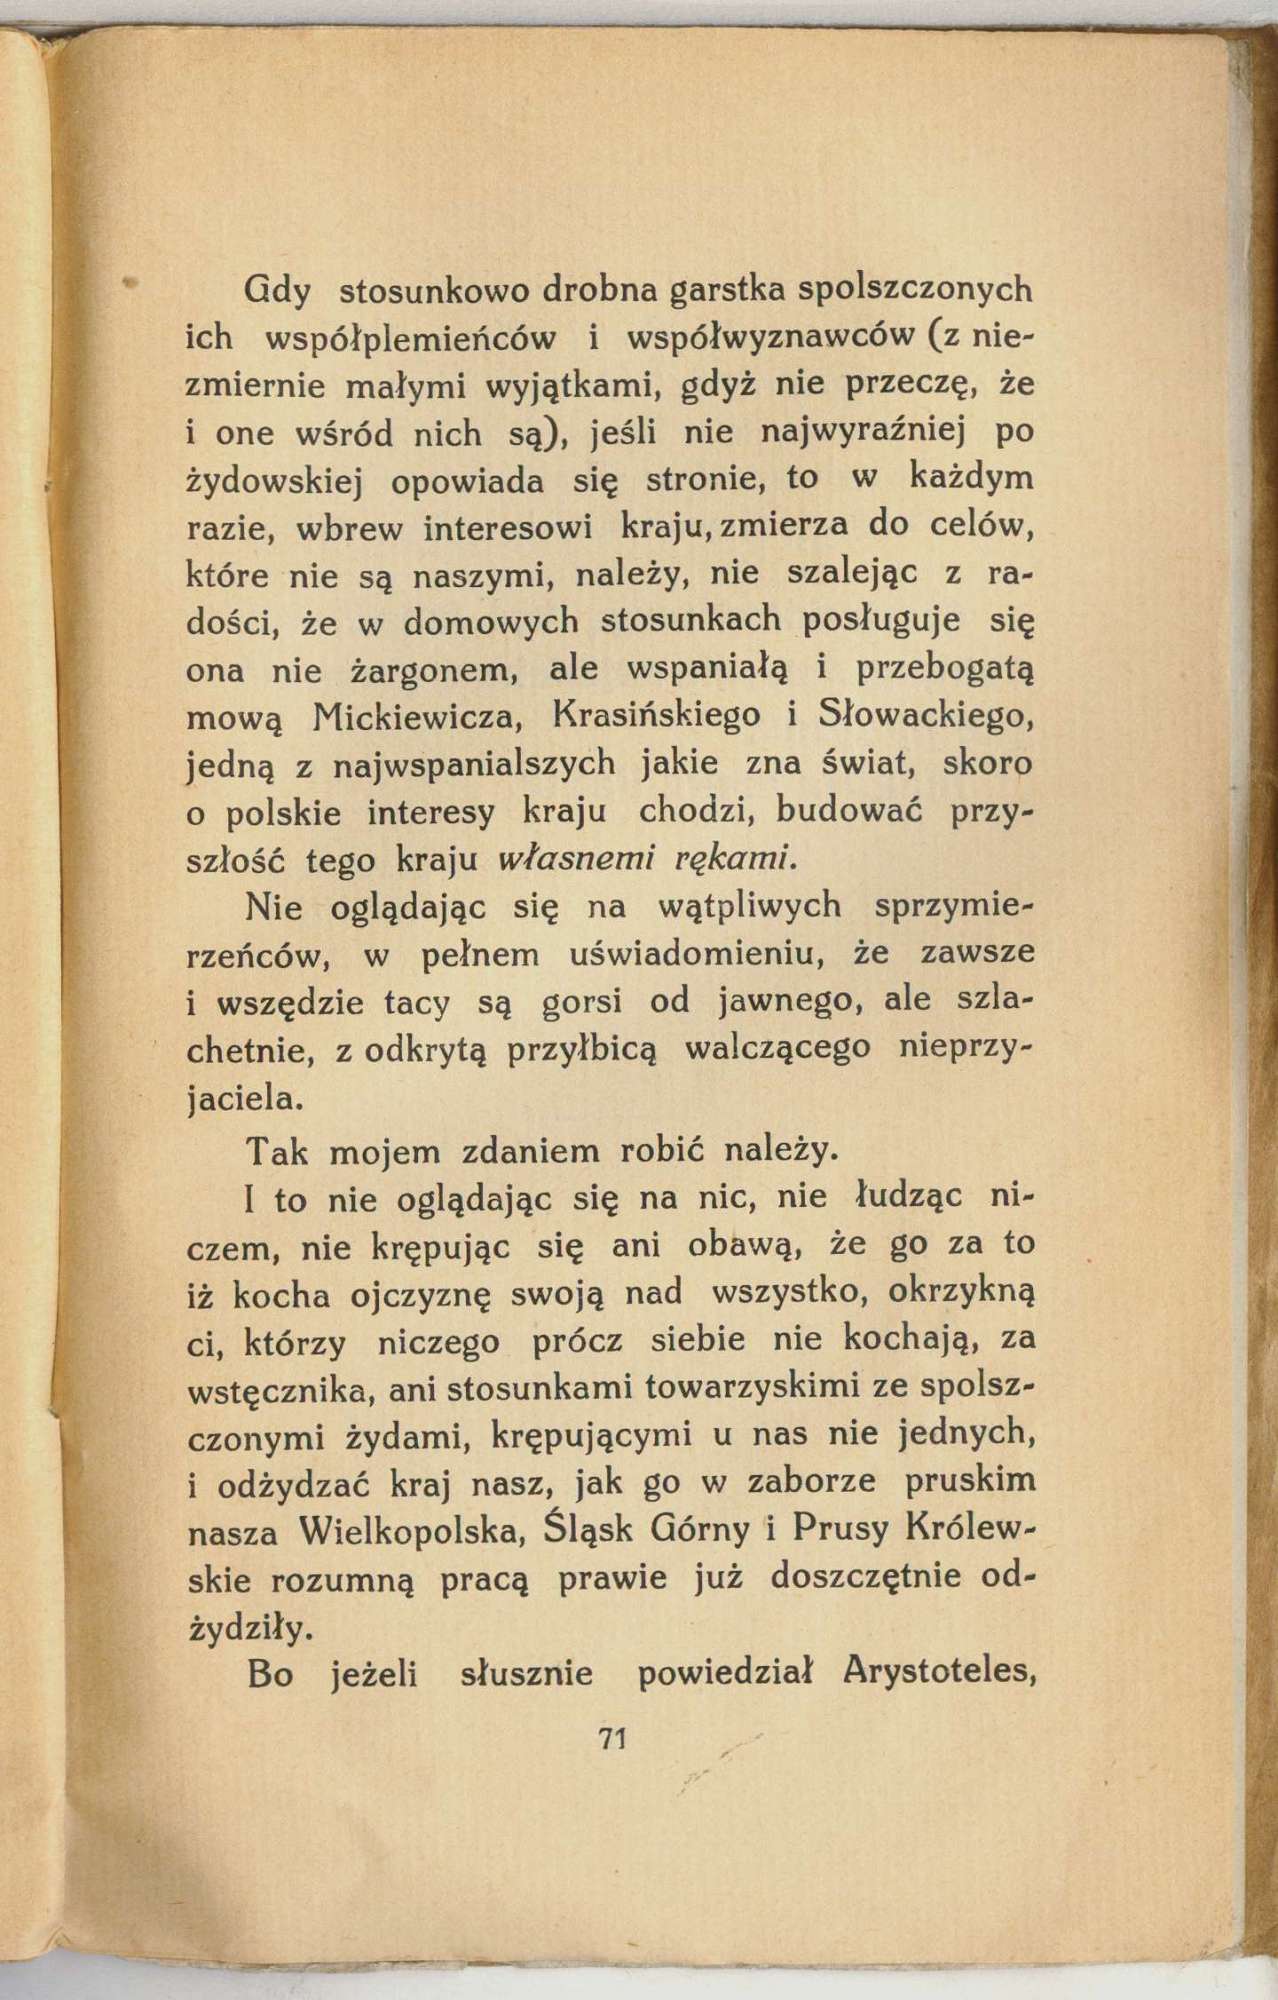 Gdy stosunkowo drobna garstka spolszczonych
ich współplemieńców i współwyznawców (z nie-
zmiernie małymi wyjątkami, gdyż nie przeczę, że
i one wśród nich są), jeśli nie najwyraźniej po
żydowskiej opowiada się stronie, to w każdym
razie, wbrew interesowi kraju, zmierza do celów,
które nie są naszymi, należy, nie szalejąc z ra-
dości, że w domowych stosunkach posługuje się
ona nie żargonem, ale wspaniałą i przebogatą
mową Mickiewicza, Krasińskiego i Słowackiego,
jedną z najwspanialszych jakie zna świat, skoro
o polskie interesy kraju chodzi, budować przy-
szłość tego kraju własnemi rękami.
Nie oglądając się na wątpliwych sprzymie-
rzeńców, w pełnem uświadomieniu, że zawsze
i wszędzie tacy są gorsi od jawnego, ale szla-
chetnie, z odkrytą przyłbicą walczącego nieprzy-
jaciela.
Tak mojem zdaniem robić należy.
I to nie oglądając się na nic, nie łudząc ni-
czem, nie krępując się ani obawą, że go za to
iż kocha ojczyznę swoją nad wszystko, okrzykną
ci, którzy niczego prócz siebie nie kochają, za
wstęcznika, ani stosunkami towarzyskimi ze spolsz-
czonymi żydami, krępującymi u nas nie jednych,
i odżydzać kraj nasz, jak go w zaborze pruskim
nasza Wielkopolska, Śląsk Górny i Prusy Królew-
skie rozumną pracą prawie już doszczętnie od-
żydziły.
Bo jeżeli słusznie powiedział Arystoteles,
71